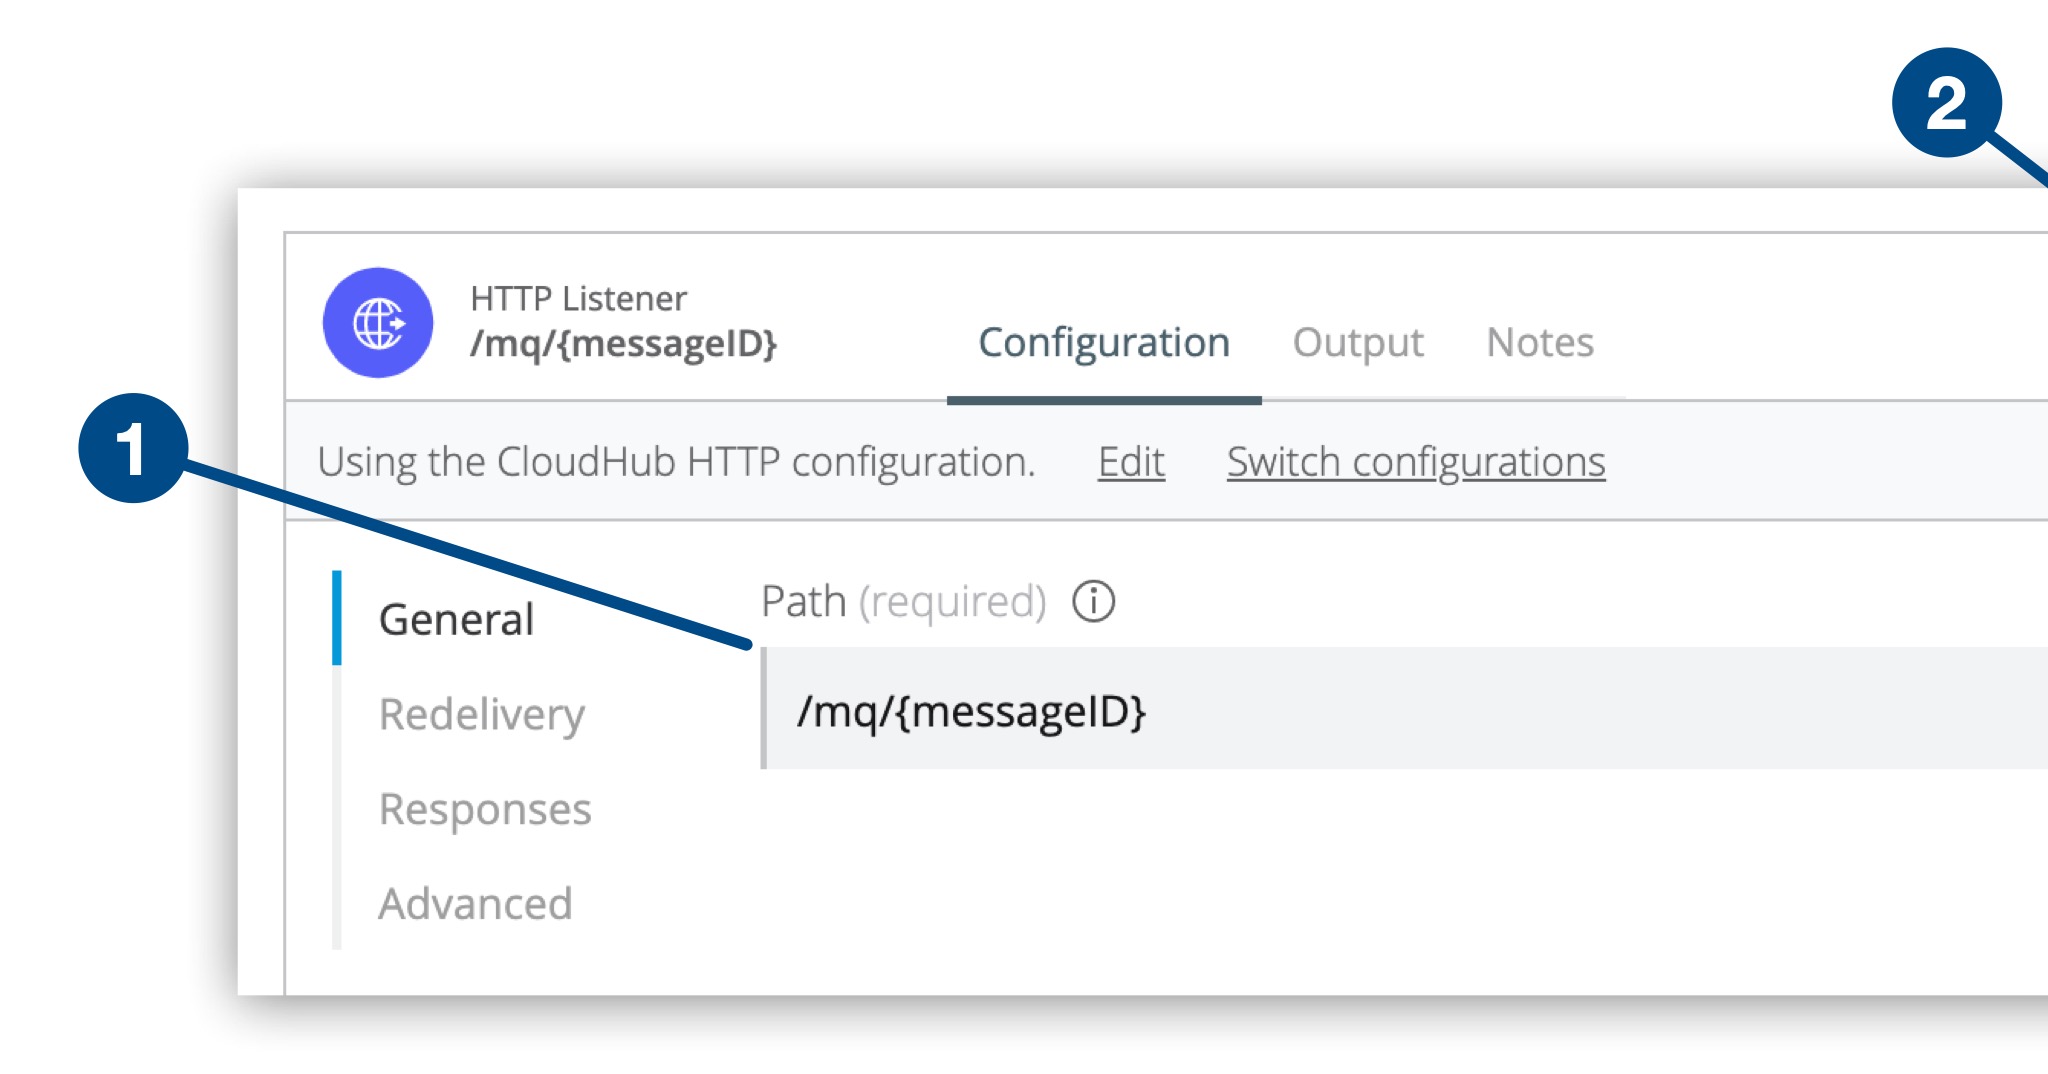 2
HTTP Listener
/mq/{messageID}
Configuration Output Notes
1
Using the CloudHub HTTP configuration. Edit Switch configurations
General
Redelivery
Responses
Advanced
Path (required)
/mq/{messageID}